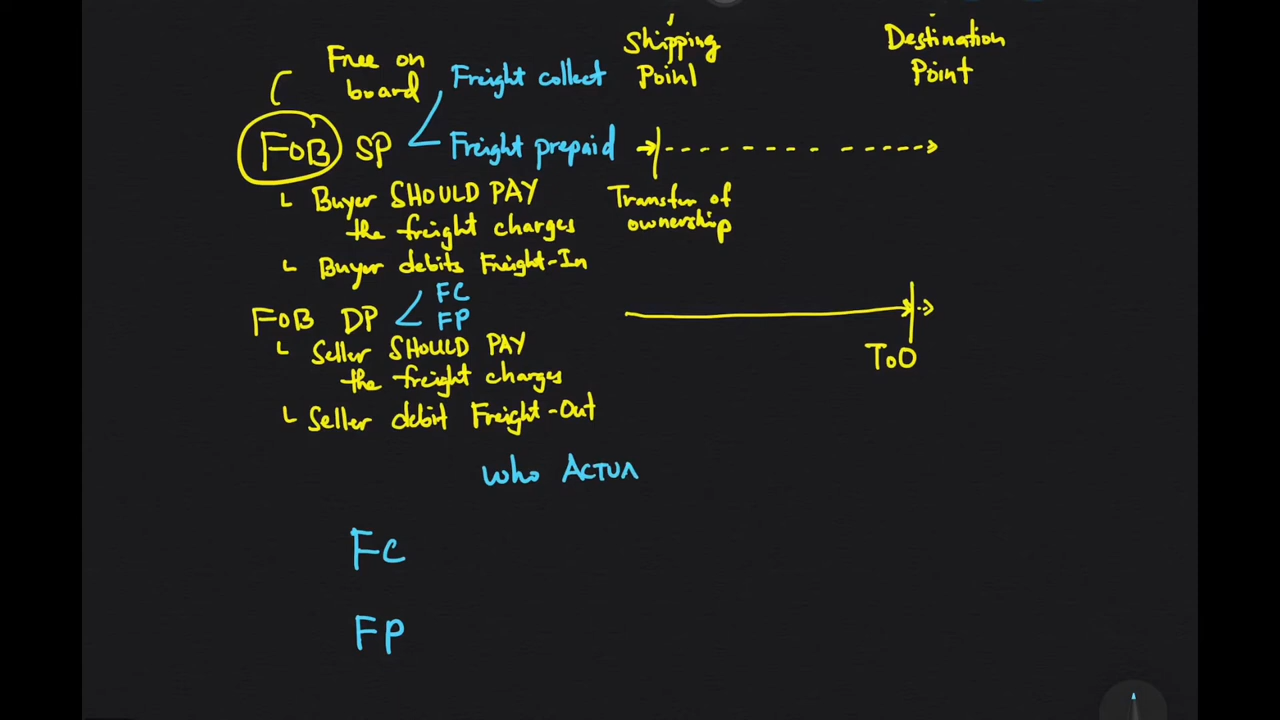 Free on
board
Freight collect
Shipping
Point
Destination
Point
FOB SP
Freight prepaid
Buyer SHOULD PAY
the freight charges
Transfer of
ownership
Buyer debits Freight-In
FOB DP
FC
FP
Seller SHOULD PAY
the freight charges
TOO
Seller debit Freight-Out
Who ACTUA
FC
FP